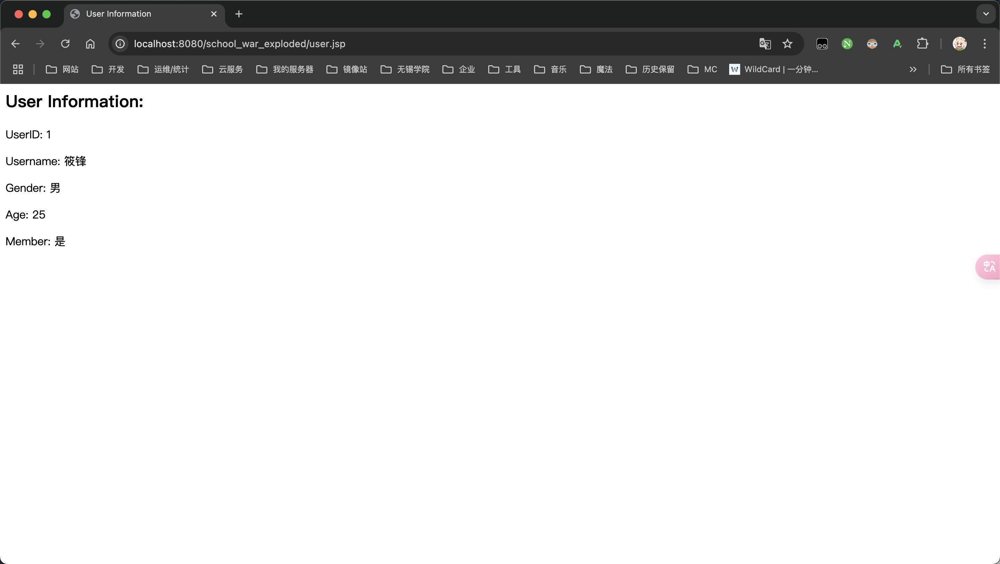 User Information
localhost:8080/school_war_exploded/user.jsp
网站 开发 运维/统计 云服务 我的服务器 镜像站 无锡学院 企业 工具 音乐 魔法 历史保留 MC W WildCard | 一分钟... 所有书签
User Information:
UserID: 1
Username: 筱锋
Gender: 男
Age: 25
Member: 是